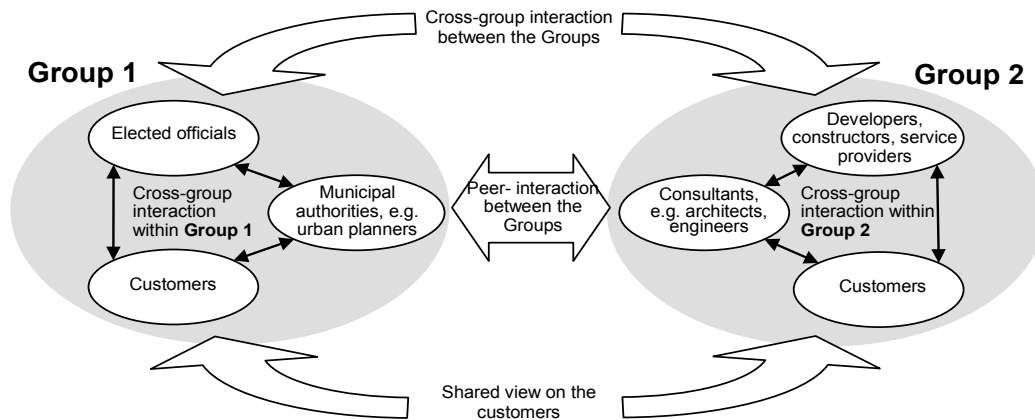 Cross-group interaction
between the Groups
Group 1
Group 2
Elected officials
Cross-group
interaction
within Group 1
Municipal
authorities, e.g.
urban planners
Customers
Peer- interaction
between the
Groups
Developers,
constructors, service
providers
Consultants,
e.g. architects,
engineers
Cross-group
interaction within
Group 2
Customers
Shared view on the
customers